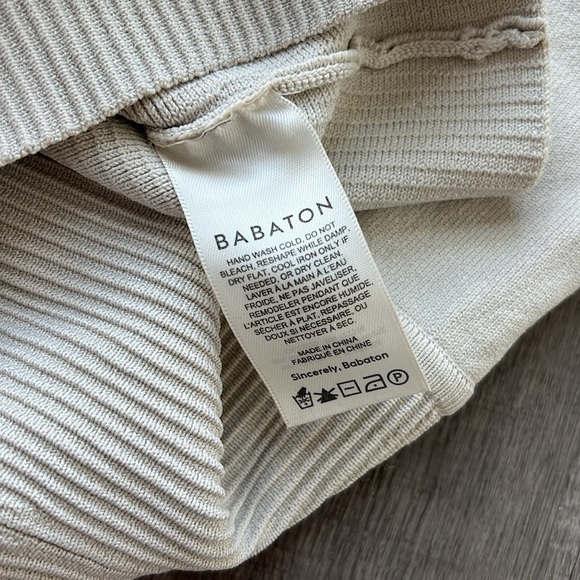 BABATON
HAND WASH COLD, DO NOT
BLEACH, RESHAPE WHILE DAMP,
DRY FLAT, COOL IRON ONLY IF
NEEDED, OR DRY CLEAN.
LAVER À LA MAIN À L'EAU
FROIDE, NE PAS JAVELISER,
REMODELER PENDANT QUE
L'ARTICLE EST ENCORE HUMIDE,
SÉCHER À PLAT, REPASSAGE
DOUX SI NÉCESSAIRE, OU
NETTOYER À SEC.
MADE IN CHINA
FABRIQUÉ EN CHINE
Sincerely, Babaton